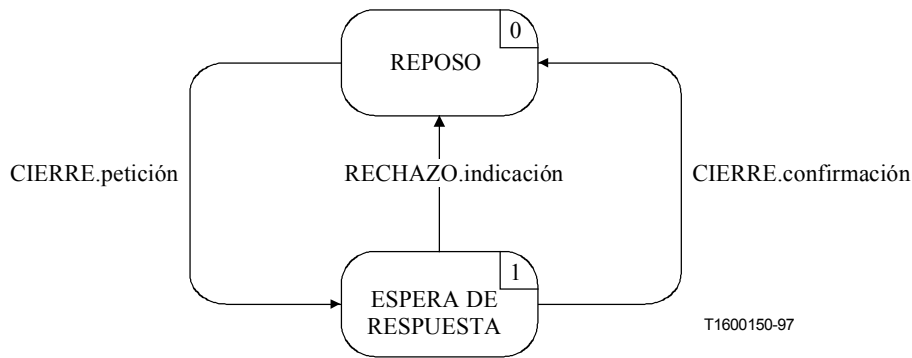 0
REPOSO
CIERRE.petición
RECHAZO.indicación
CIERRE.confirmación
1
ESPERA DE
RESPUESTA
T1600150-97